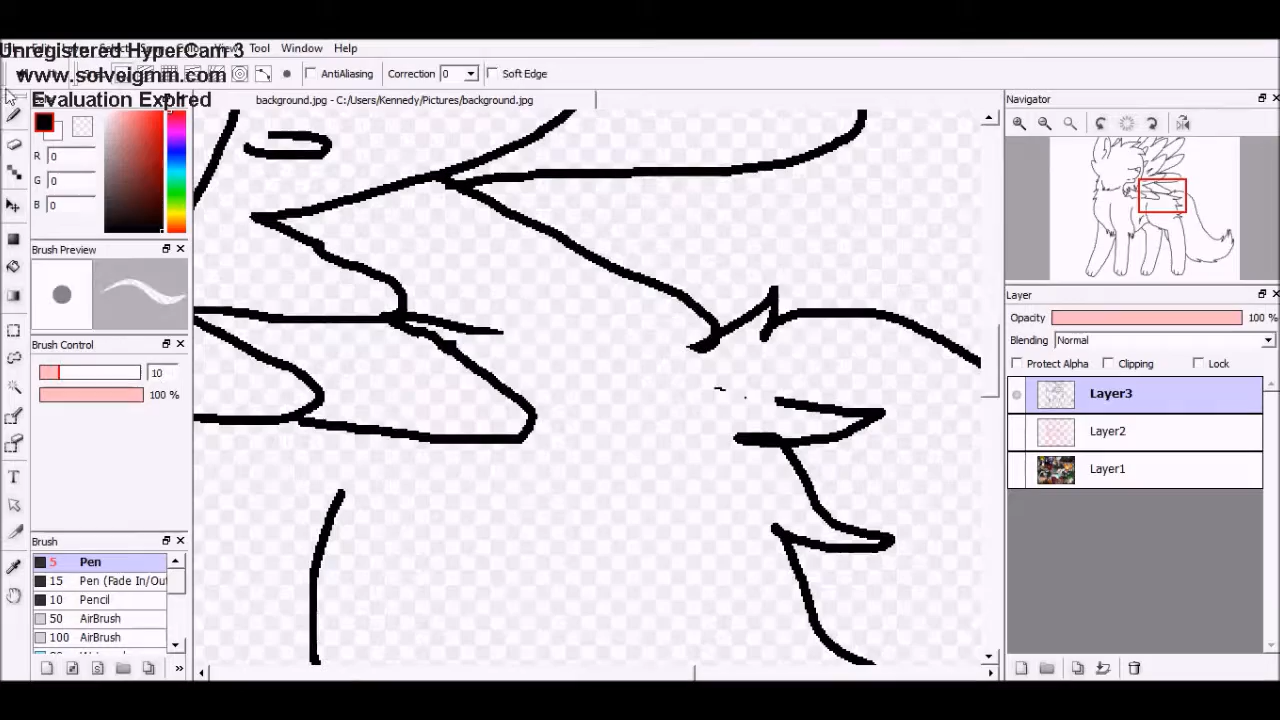 Unregistered HyperCam 3
Tool Window Help
www.solveigmm.com
AntiAliasing Correction 0 Soft Edge
Evaluation Expired
background.jpg - C:/Users/Kennedy/Pictures/background.jpg
R 0
G 0
B 0
Brush Preview
Brush Control
10
100 %
Brush
5 Pen
15 Pen (Fade In/Out
10 Pencil
50 AirBrush
100 AirBrush
Navigator
Layer
Opacity 100 %
Blending Normal
Protect Alpha Clipping Lock
Layer3
Layer2
Layer1